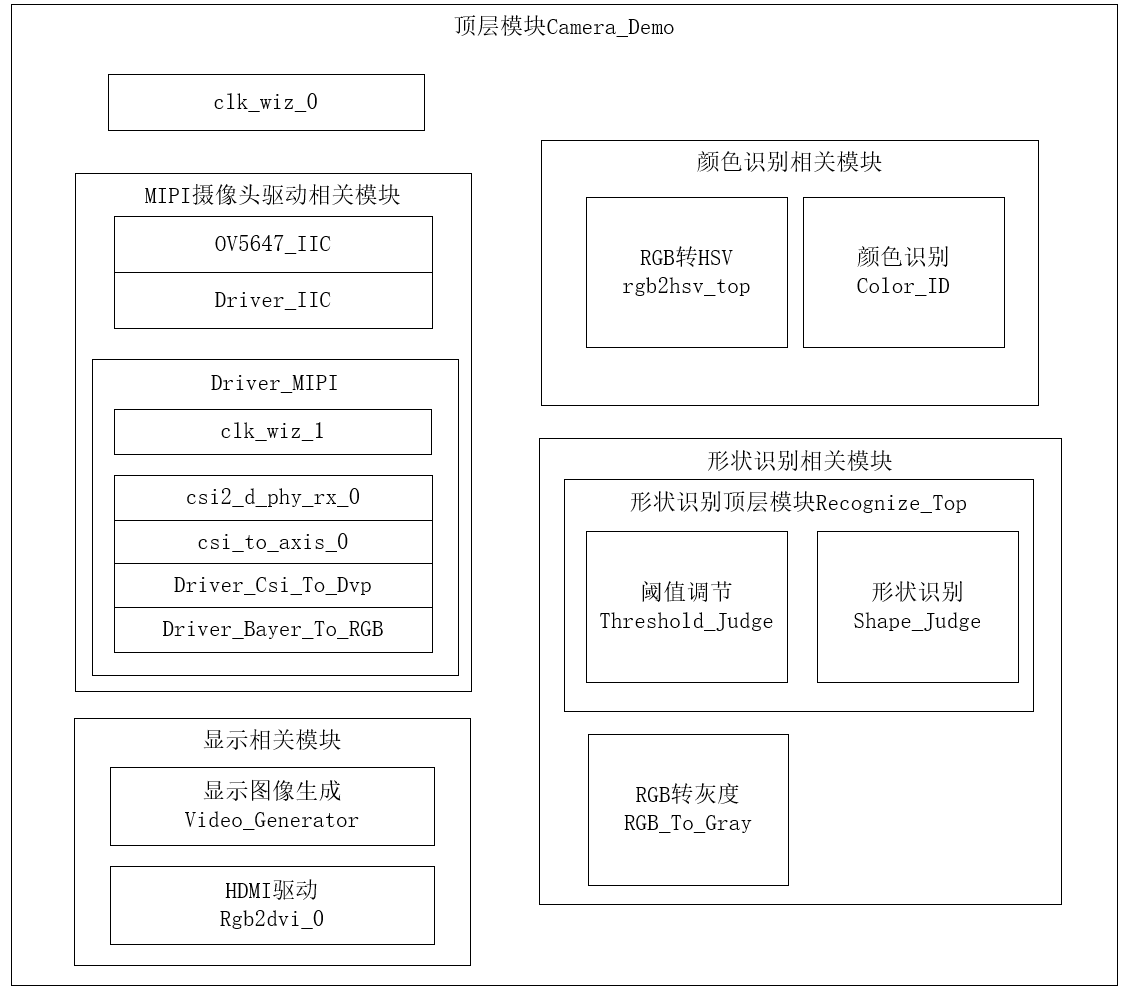 顶层模块Camera_Demo
clk_wiz_0
MIPI摄像头驱动相关模块
OV5647_IIC
Driver_IIC
Driver_MIPI
clk_wiz_1
csi2_d_phy_rx_0
csi_to_axis_0
Driver_Csi_To_Dvp
Driver_Bayer_To_RGB
显示相关模块
显示图像生成
Video_Generator
HDMI驱动
Rgb2dvi_0
颜色识别相关模块
RGB转HSV
rgb2hsv_top
颜色识别
Color_ID
形状识别相关模块
形状识别顶层模块Recognize_Top
阈值调节
Threshold_Judge
形状识别
Shape_Judge
RGB转灰度
RGB_To_Gray